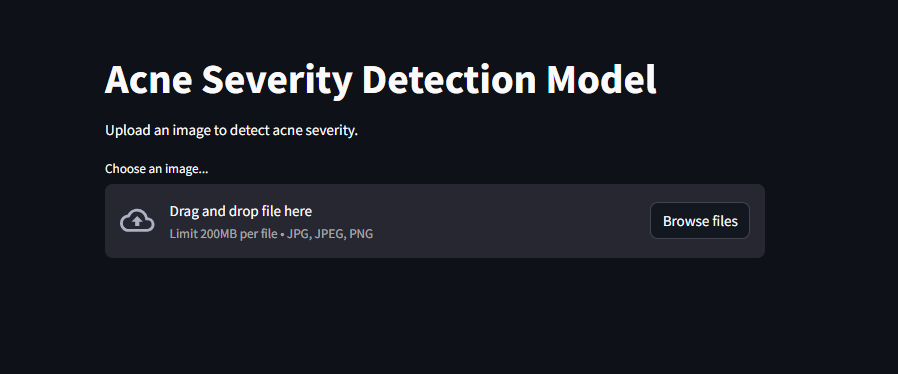 Acne Severity Detection Model
Upload an image to detect acne severity.
Choose an image...
Drag and drop file here
Limit 200MB per file • JPG, JPEG, PNG
Browse files